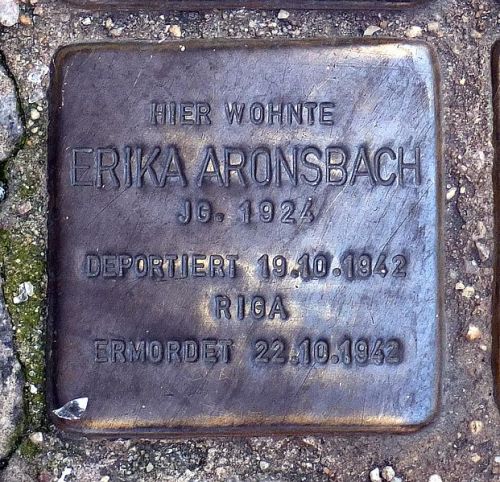 HIER WOHNTE
ERIKA ARONSBACH
JG. 1924
DEPORTIERT 19.10.1942
RIGA
ERMORDET 22.10.1942